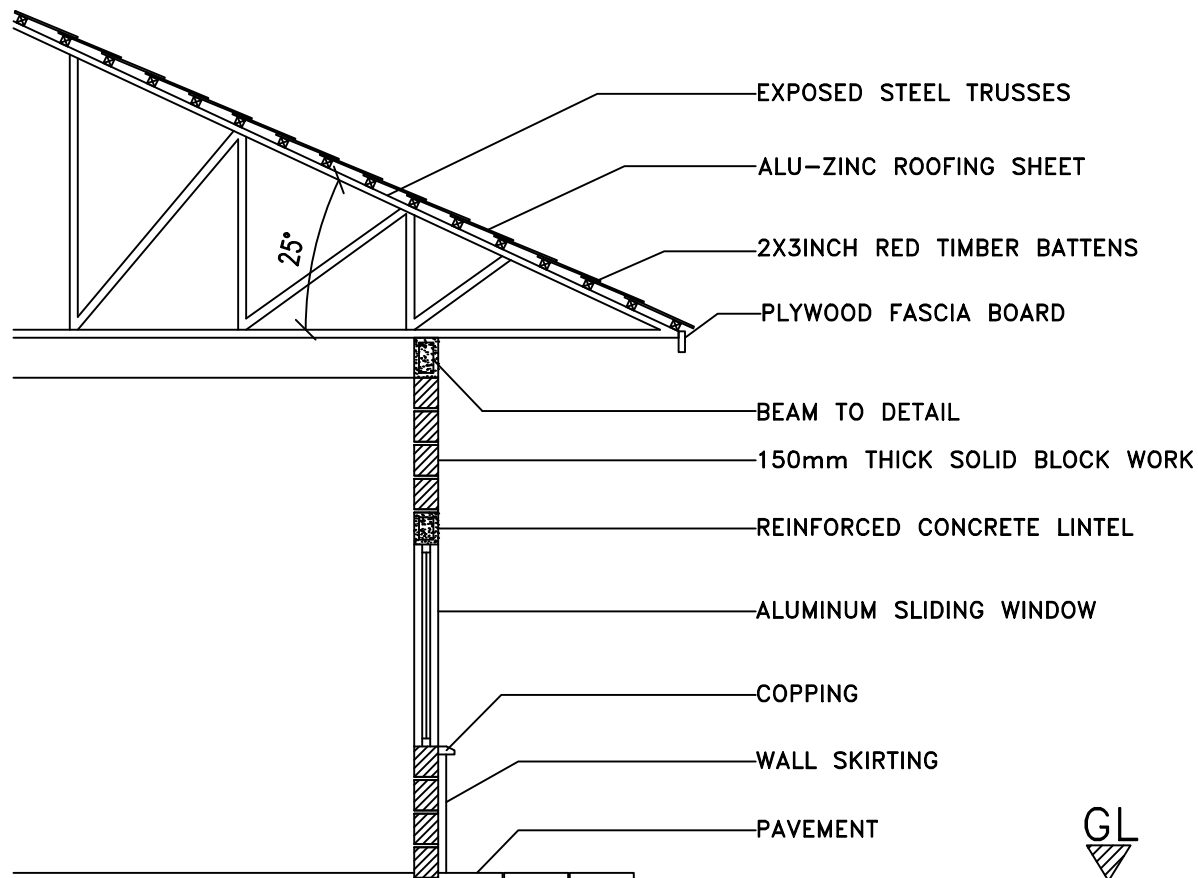 EXPOSED STEEL TRUSSES
ALU-ZINC ROOFING SHEET
25°
2X3INCH RED TIMBER BATTENS
PLYWOOD FASCIA BOARD
BEAM TO DETAIL
150mm THICK SOLID BLOCK WORK
REINFORCED CONCRETE LINTEL
ALUMINUM SLIDING WINDOW
COPPING
WALL SKIRTING
PAVEMENT
GL